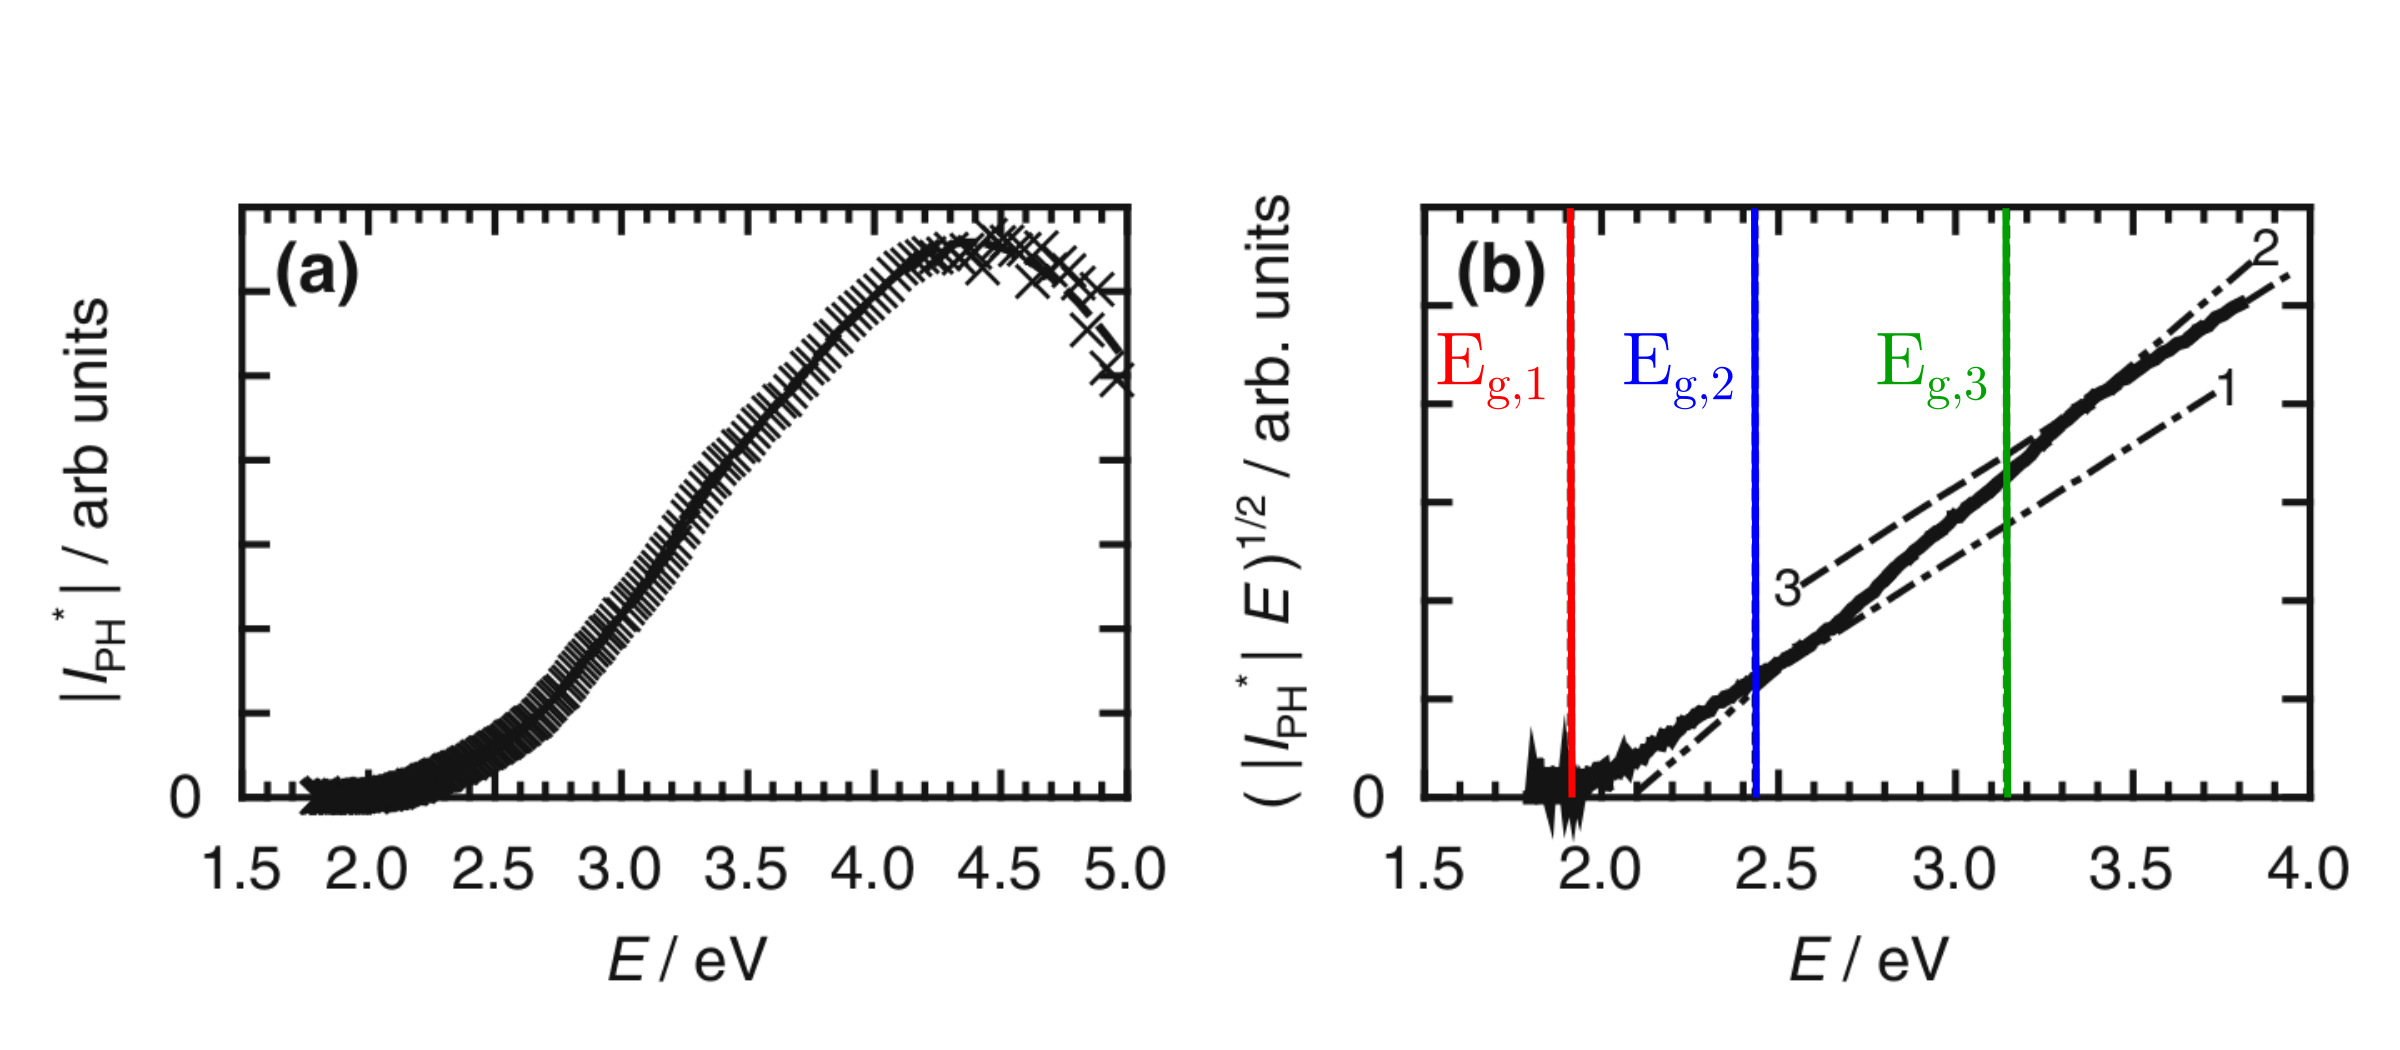 (a)
|I*PH| / arb units
0
1.5 2.0 2.5 3.0 3.5 4.0 4.5 5.0
E / eV
(b)
(|I*PH| E)1/2 / arb. units
Eg,1
Eg,2
Eg,3
2
1
3
0
1.5 2.0 2.5 3.0 3.5 4.0
E / eV